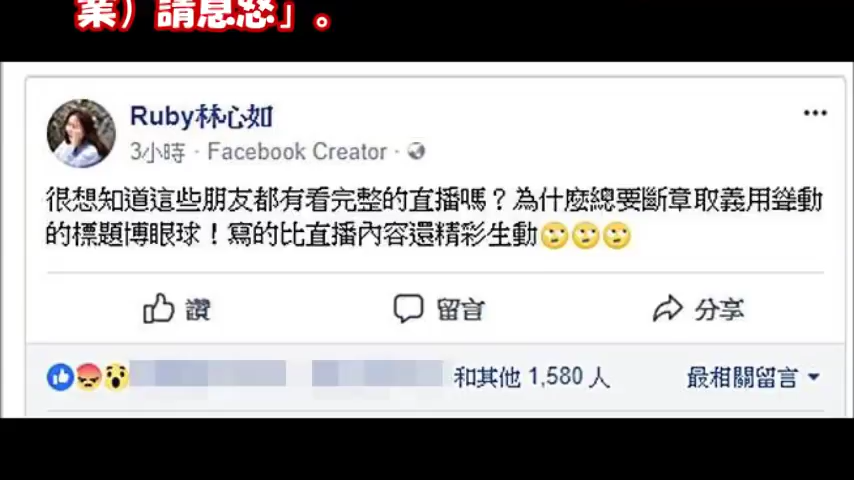 業）請息怒」。
Ruby林心如
3小時 · Facebook Creator ·
很想知道這些朋友都有看完整的直播嗎？為什麼總要斷章取義用聳動
的標題博眼球！寫的比直播內容還精彩生動🙄🙄🙄
讚 留言 分享
和其他 1,580 人 最相關留言